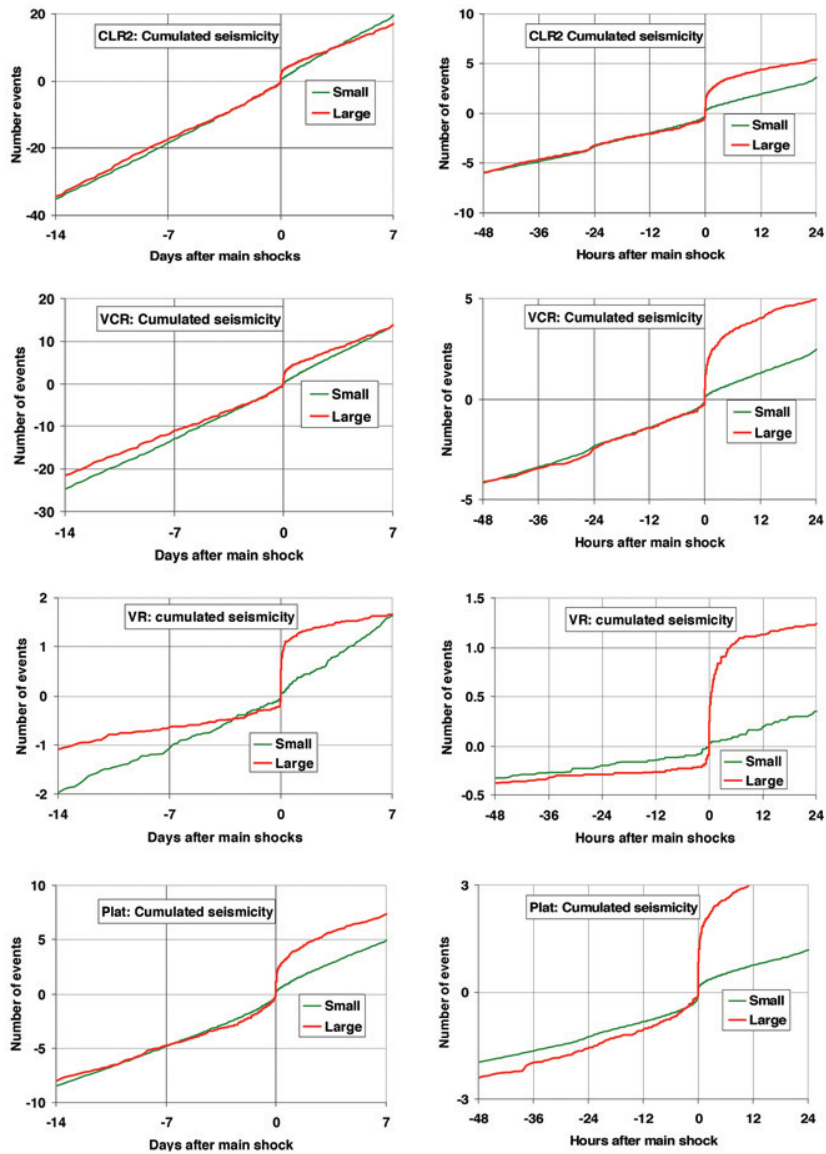 CLR2: Cumulated seismicity
Number events
20
0
-20
-40
Small
Large
-14
-7
0
7
Days after main shocks
CLR2 Cumulated seismicity
Number of events
10
5
0
-5
-10
Small
Large
-48
-36
-24
-12
0
12
24
Hours after main shock
VCR: Cumulated seismicity
Number of events
20
10
0
-10
-20
-30
Small
Large
-14
-7
0
7
Days after main shock
VCR: Cumulated seismicity
Number of events
5
0
-5
Small
Large
-48
-36
-24
-12
0
12
24
Hours after main shock
VR: cumulated seismicity
Number of events
2
1
0
-1
-2
Small
Large
-14
-7
0
7
Days after main shocks
VR: cumulated seismicity
Number of events
1.5
1.0
0.5
0.0
-0.5
Small
Large
-48
-36
-24
-12
0
12
24
Hours after main shocks
Plat: Cumulated seismicity
Number of events
10
5
0
-5
-10
Small
Large
-14
-7
0
7
Days after main shock
Plat: Cumulated seismicity
Number of events
3
0
-3
Small
Large
-48
-36
-24
-12
0
12
24
Hours after main shock